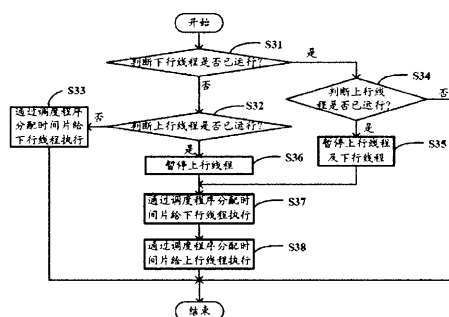 开始
S31
判断下行线程是否已运行?
是
否
S34
判断上行线
程是否已运行?
否
S33
S32
通过调度程序
分配时间片给
下行线程执行
否
判断上行线程是否已运行?
是
是
S35
暂停上行线程
及下行线程
S36
暂停上行线程
S37
通过调度程序分配时
间片给下行线程执行
S38
通过调度程序分配时
间片给上行线程执行
结束